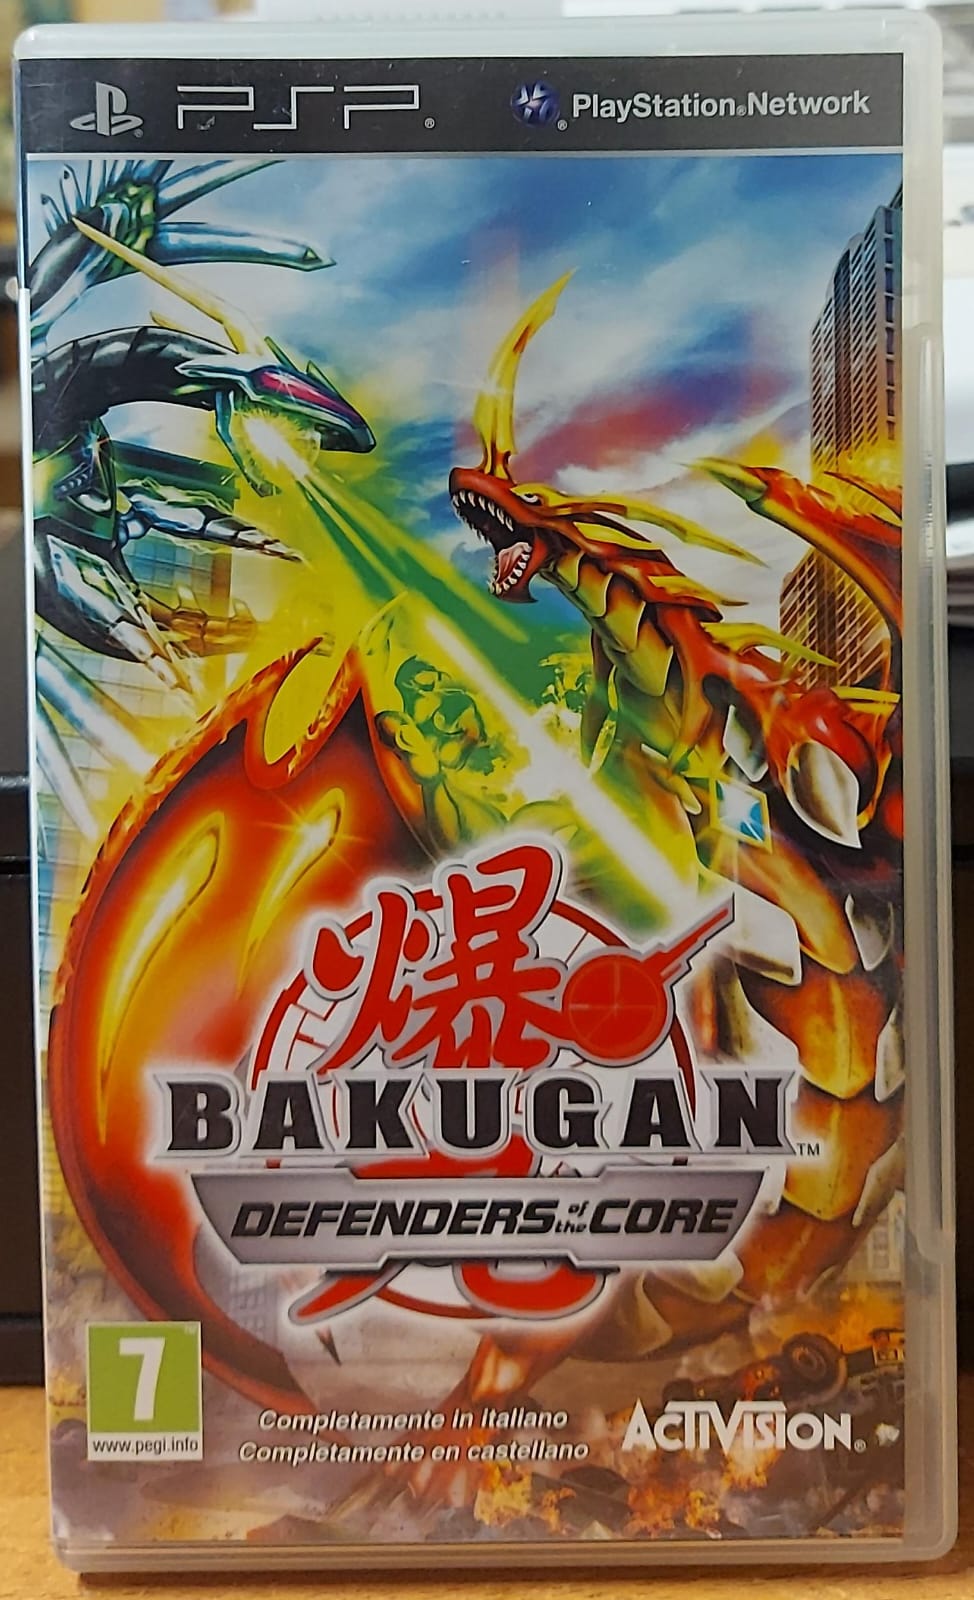 PSP® PlayStation®Network
爆
BAKUGAN™
DEFENDERS of the CORE
7
www.pegi.info
Completamente in italiano
Completamente en castellano
ACTIVISION®